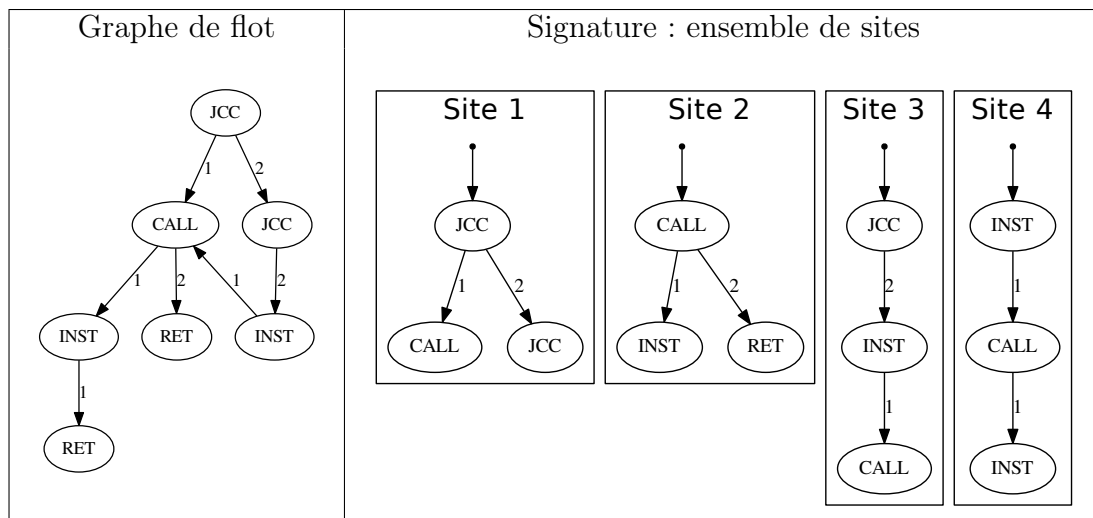 Graphe de flot
Signature : ensemble de sites
JCC
1 2
CALL JCC
1 2 1 2
INST RET INST
1
RET
Site 1
JCC
1 2
CALL JCC
Site 2
CALL
1 2
INST RET
Site 3
JCC
2
INST
1
CALL
Site 4
INST
1
CALL
1
INST